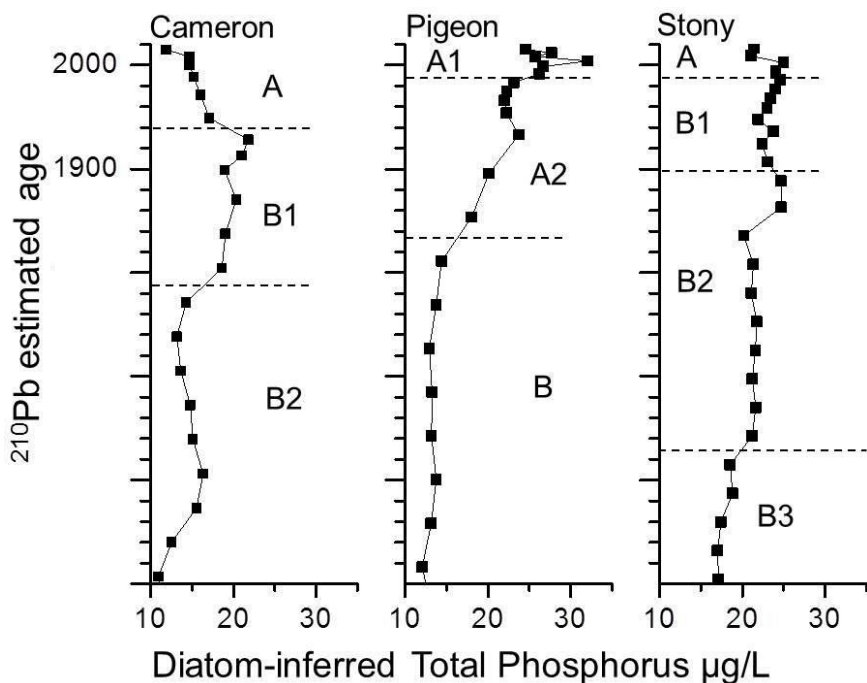 Cameron Pigeon Stony
2000
1900
²¹⁰Pb estimated age
A
B1
B2
A1
A2
B
A
B1
B2
B3
10 20 30 10 20 30 10 20 30
Diatom-inferred Total Phosphorus µg/L